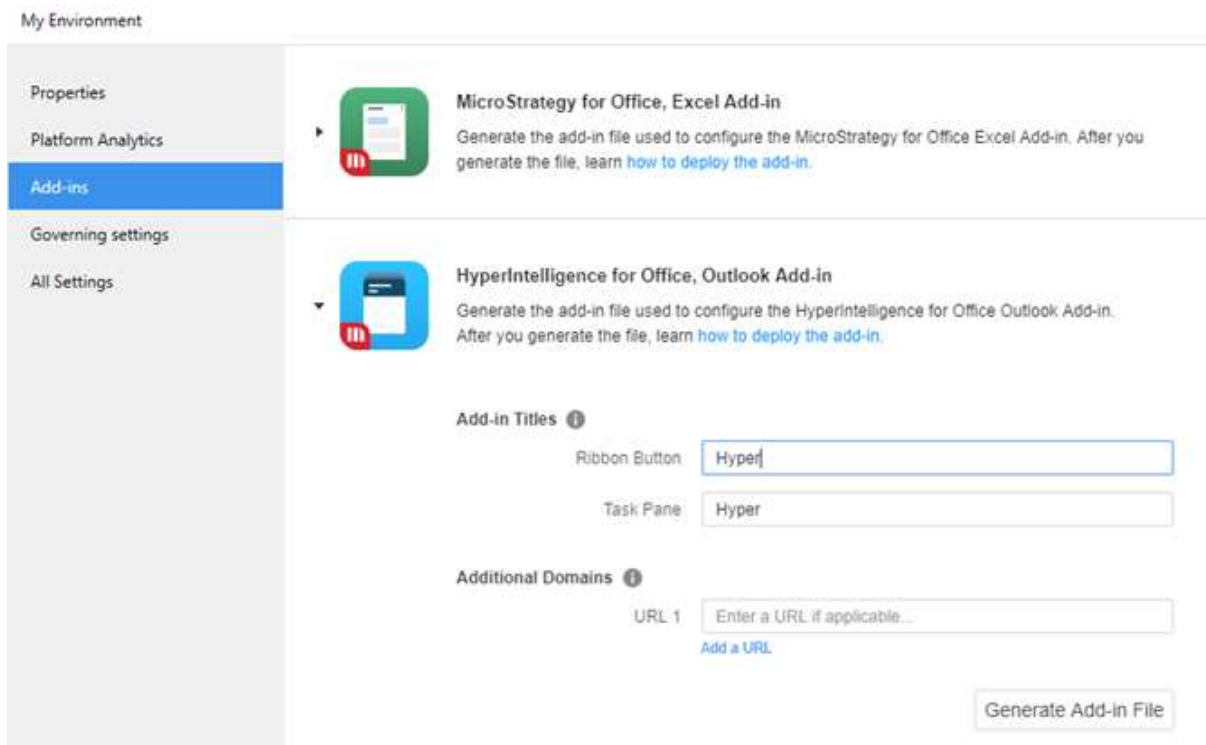 My Environment
Properties
Platform Analytics
Add-ins
Governing settings
All Settings
MicroStrategy for Office, Excel Add-in
Generate the add-in file used to configure the MicroStrategy for Office Excel Add-in. After you
generate the file, learn how to deploy the add-in.
HyperIntelligence for Office, Outlook Add-in
Generate the add-in file used to configure the HyperIntelligence for Office Outlook Add-in.
After you generate the file, learn how to deploy the add-in.
Add-in Titles
Ribbon Button Hyper
Task Pane Hyper
Additional Domains
URL 1 Enter a URL if applicable...
Add a URL
Generate Add-in File